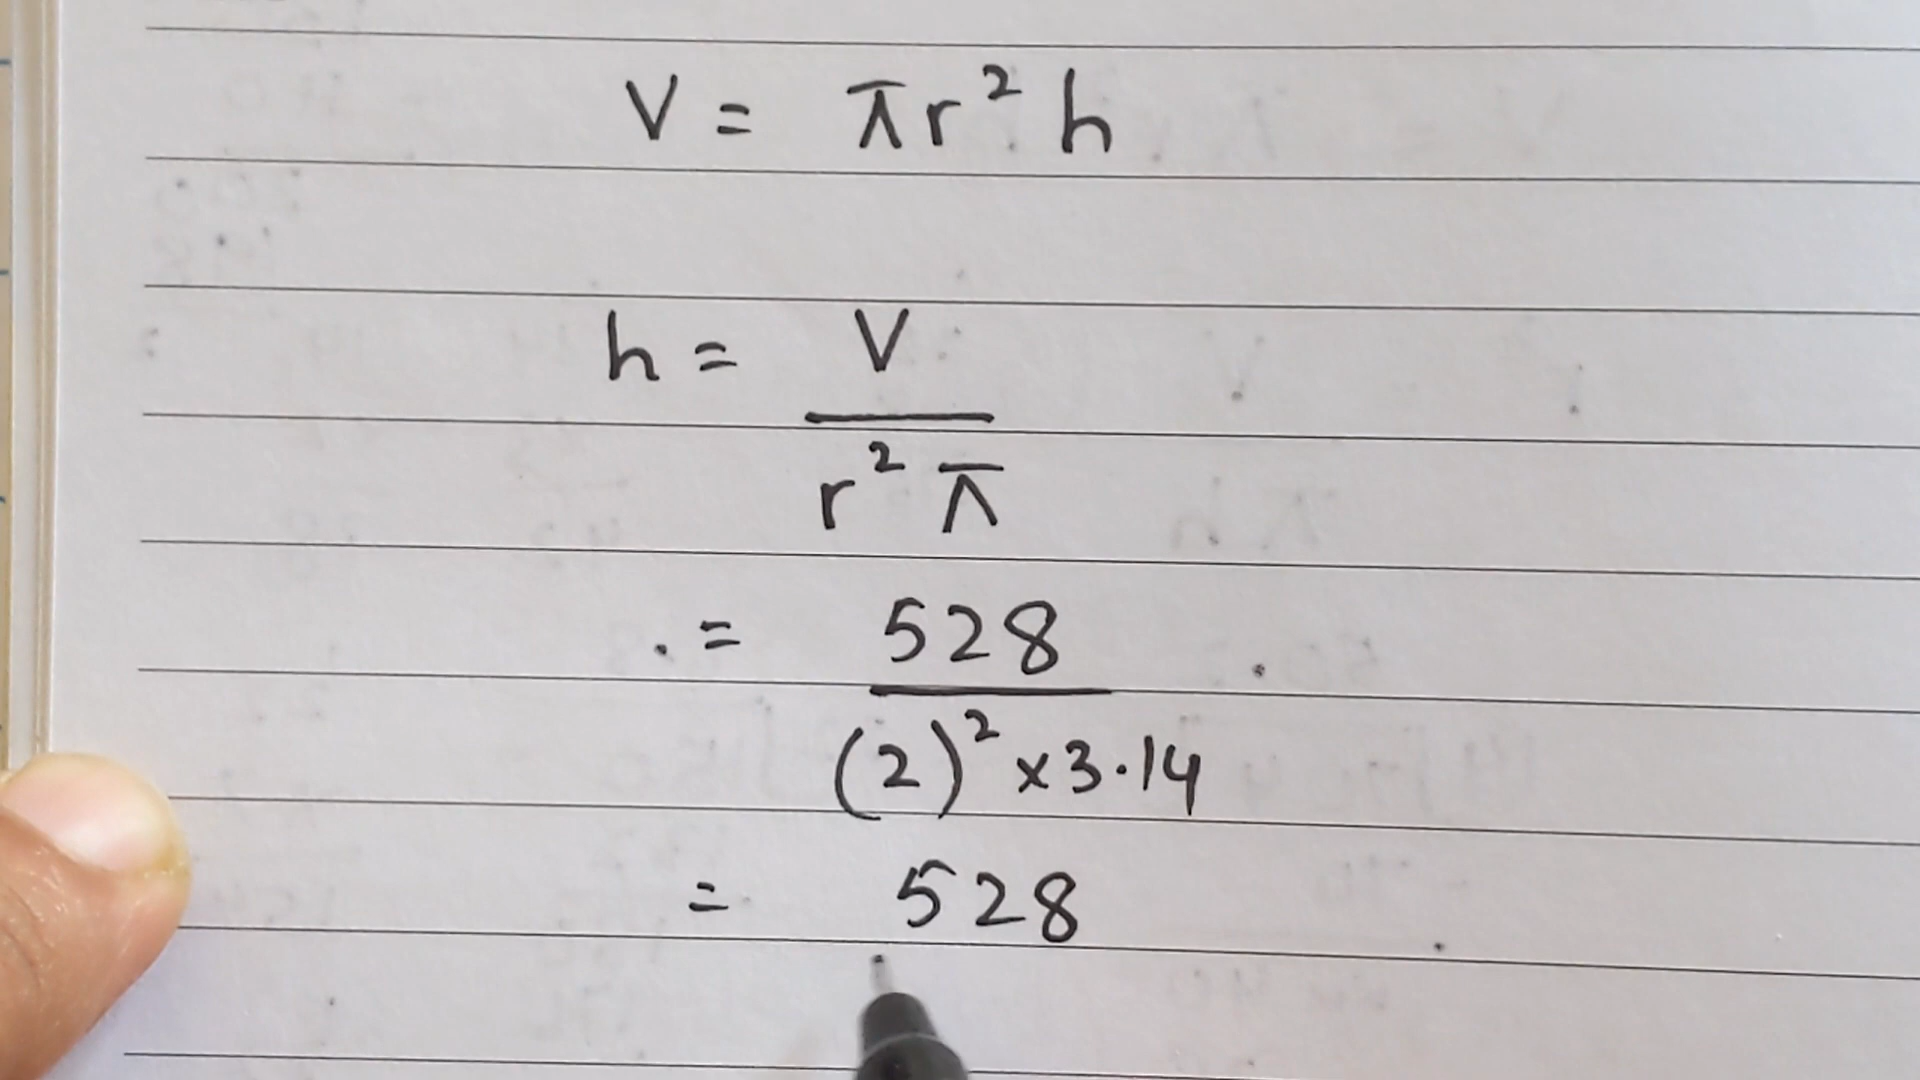 V = πr² h
h = V
r² π
. = 528
(2)² × 3.14
= 528